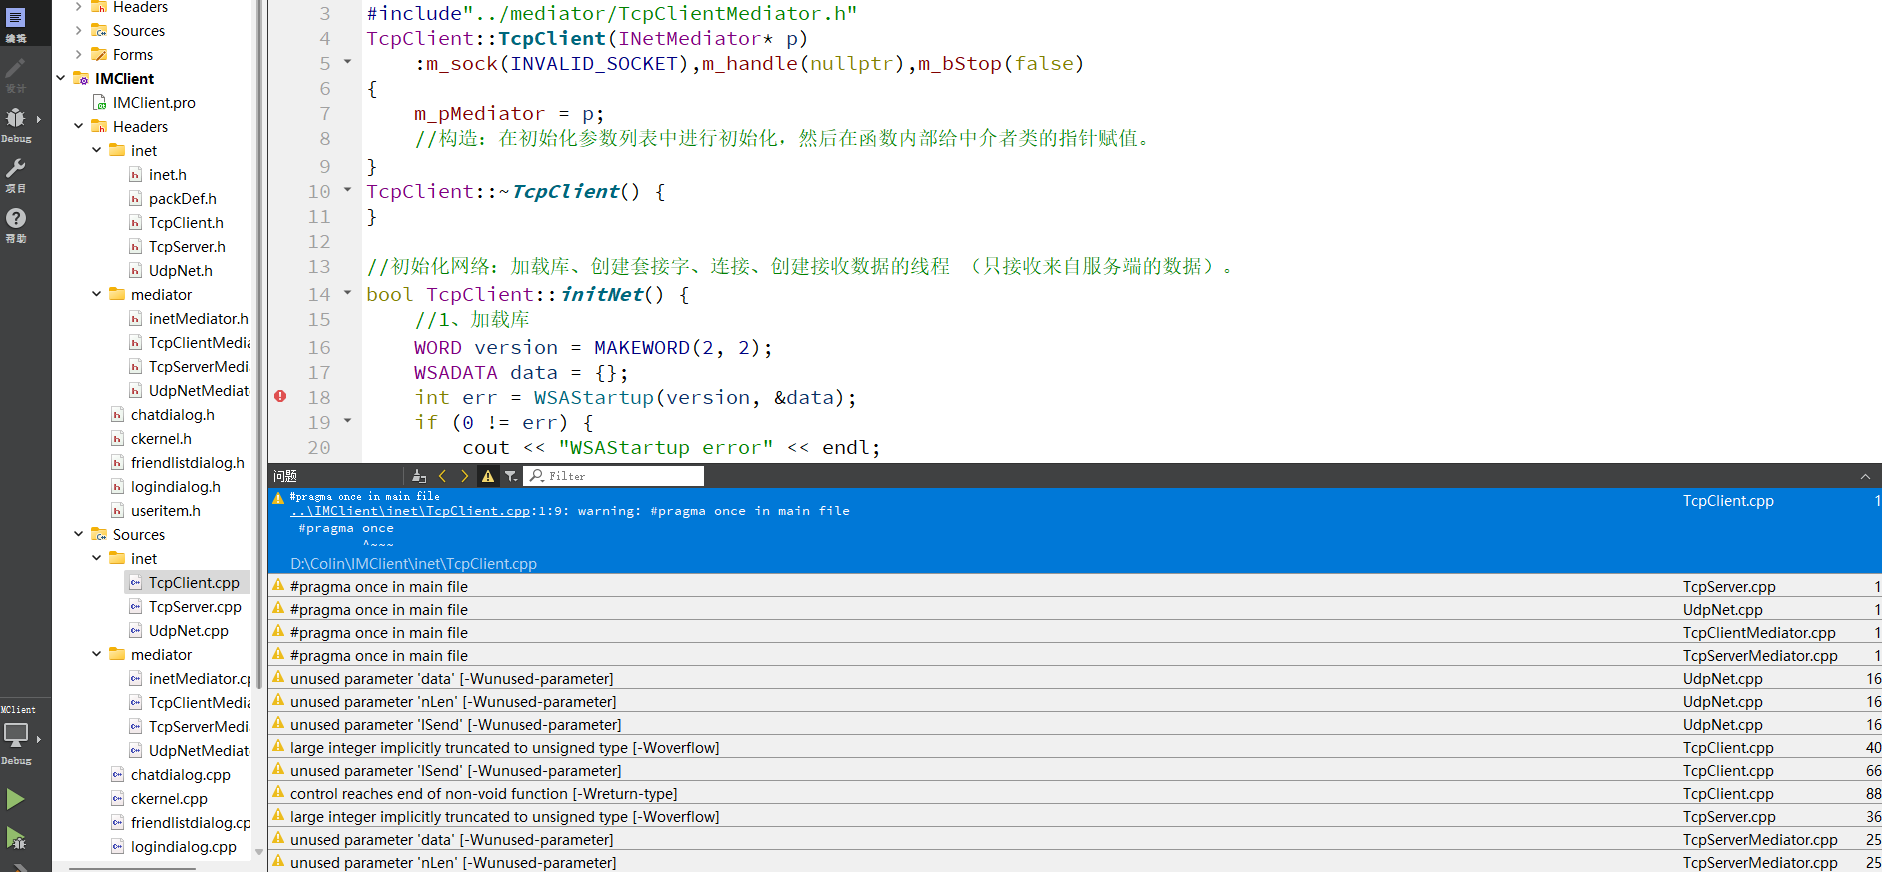 编辑
设计
Debug
项目
帮助
MClient
Debug
Headers
Sources
Forms
IMClient
IMClient.pro
Headers
inet
inet.h
packDef.h
TcpClient.h
TcpServer.h
UdpNet.h
mediator
inetMediator.h
TcpClientMedia
TcpServerMedi
UdpNetMediat
chatdialog.h
ckernel.h
friendlistdialog.h
logindialog.h
useritem.h
Sources
inet
TcpClient.cpp
TcpServer.cpp
UdpNet.cpp
mediator
inetMediator.cp
TcpClientMedia
TcpServerMedi
UdpNetMediat
chatdialog.cpp
ckernel.cpp
friendlistdialog.cp
logindialog.cpp
3 #include"../mediator/TcpClientMediator.h"
4 TcpClient::TcpClient(INetMediator* p)
5 :m_sock(INVALID_SOCKET),m_handle(nullptr),m_bStop(false)
6 {
7 m_pMediator = p;
8 //构造：在初始化参数列表中进行初始化，然后在函数内部给中介者类的指针赋值。
9 }
10 TcpClient::~TcpClient() {
11 }
12
13 //初始化网络：加载库、创建套接字、连接、创建接收数据的线程 （只接收来自服务端的数据）。
14 bool TcpClient::initNet() {
15 //1、加载库
16 WORD version = MAKEWORD(2, 2);
17 WSADATA data = {};
18 int err = WSAStartup(version, &data);
19 if (0 != err) {
20 cout << "WSAStartup error" << endl;
问题 Filter
#pragma once in main file TcpClient.cpp 1
..\IMClient\inet\TcpClient.cpp:1:9: warning: #pragma once in main file
#pragma once
^~~~
D:\Colin\IMClient\inet\TcpClient.cpp
#pragma once in main file TcpServer.cpp 1
#pragma once in main file UdpNet.cpp 1
#pragma once in main file TcpClientMediator.cpp 1
#pragma once in main file TcpServerMediator.cpp 1
unused parameter 'data' [-Wunused-parameter] UdpNet.cpp 16
unused parameter 'nLen' [-Wunused-parameter] UdpNet.cpp 16
unused parameter 'lSend' [-Wunused-parameter] UdpNet.cpp 16
large integer implicitly truncated to unsigned type [-Woverflow] TcpClient.cpp 40
unused parameter 'lSend' [-Wunused-parameter] TcpClient.cpp 66
control reaches end of non-void function [-Wreturn-type] TcpClient.cpp 88
large integer implicitly truncated to unsigned type [-Woverflow] TcpServer.cpp 36
unused parameter 'data' [-Wunused-parameter] TcpServerMediator.cpp 25
unused parameter 'nLen' [-Wunused-parameter] TcpServerMediator.cpp 25